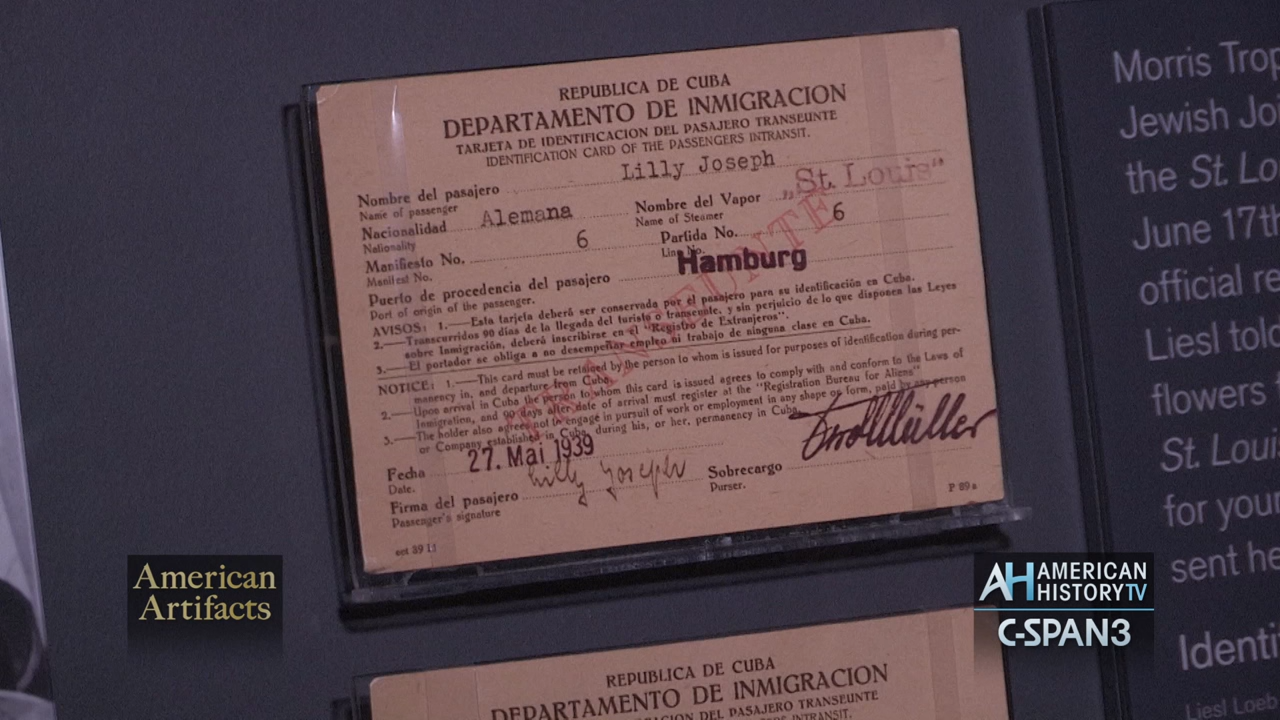 REPUBLICA DE CUBA
DEPARTAMENTO DE INMIGRACION
TARJETA DE IDENTIFICACION DEL PASAJERO TRANSEUNTE
IDENTIFICATION CARD OF THE PASSENGERS INTRANSIT.
Nombre del pasajero Lilly Joseph
Name of passenger
Nombre del Vapor „St. Louis"
Name of Steamer
Nacionalidad Alemana
Nationality
Partida No. 6
Line No.
Manifiesto No. 6
Manifest No.
Puerto de procedencia del pasajero Hamburg
Port of origin of the passenger.
TRANSEUNTE
AVISOS: 1.—Esta tarjeta deberá ser conservada por el pasajero para su identificación en Cuba.
2.—Transcurridos 90 dias de la llegada del turista o transeunte, y sin perjuicio de lo que disponen las Leyes
sobre Inmigración, deberá inscribirse en el "Registro de Extranjeros".
3.—El portador se obliga a no desempeñar empleo ni trabajo de ninguna clase en Cuba.
NOTICE: 1.—This card must be retained by the person to whom is issued for purposes of identification during per-
manency in, and departure from Cuba.
2.—Upon arrival in Cuba the person to whom this card is issued agrees to comply with and conform to the Laws of
Inmigration, and 90 days after date of arrival must register at the "Registration Bureau for Aliens"
3.—The holder also agrees not to engage in pursuit of work or employment in any shape or form, paid by any person
or Company established in Cuba, during his, or her, permanency in Cuba.
Fecha 27. Mai 1939
Date.
Firma del pasajero Lilly Joseph
Passenger's signature
Sobrecargo Müller
Purser.
P 29a
REPUBLICA DE CUBA
DEPARTAMENTO DE INMIGRACION
DEL PASAJERO TRANSEUNTE
INTRANSIT.
Morris
Jewish
the St.
June
official
Liesl told
flowers
St. Louis
for your
sent
Liesl
American
Artifacts
AH AMERICAN
HISTORY TV
C-SPAN3